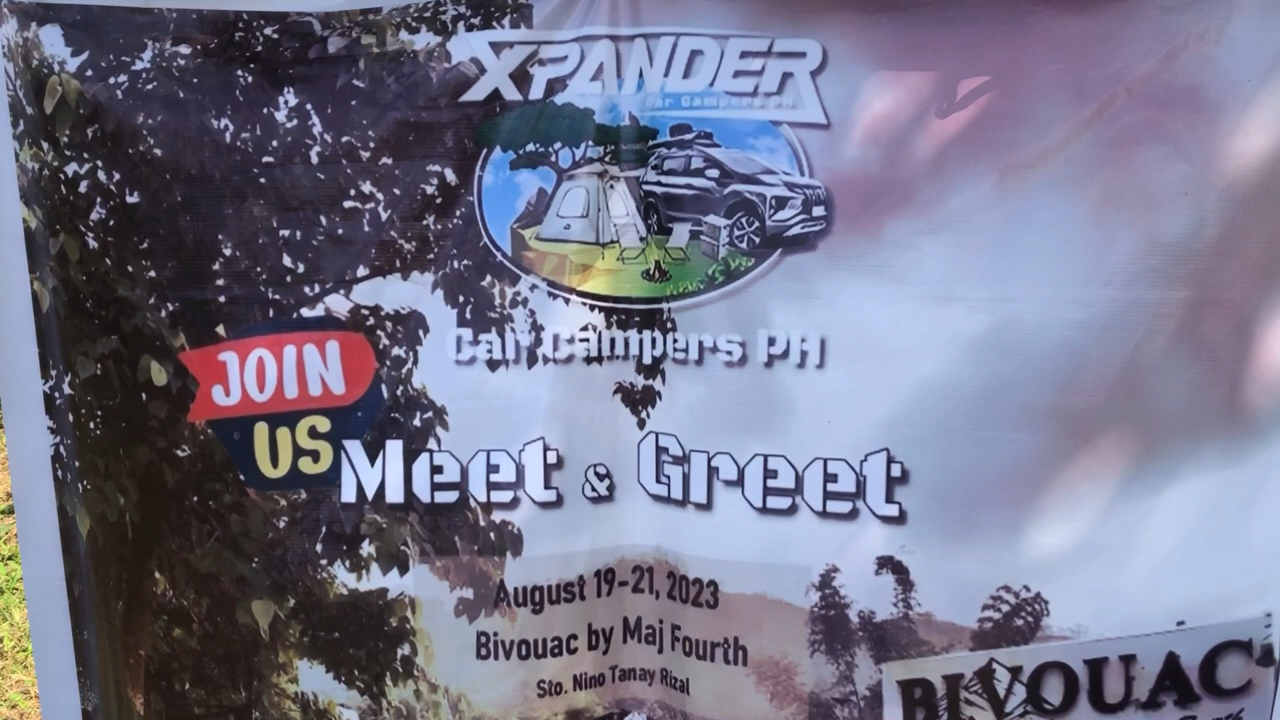 XPANDER
Car Campers PH
Car Campers PH
JOIN
US
Meet & Greet
August 19-21, 2023
Bivouac by Maj Fourth
Sto. Nino Tanay Rizal
BIVOUAC